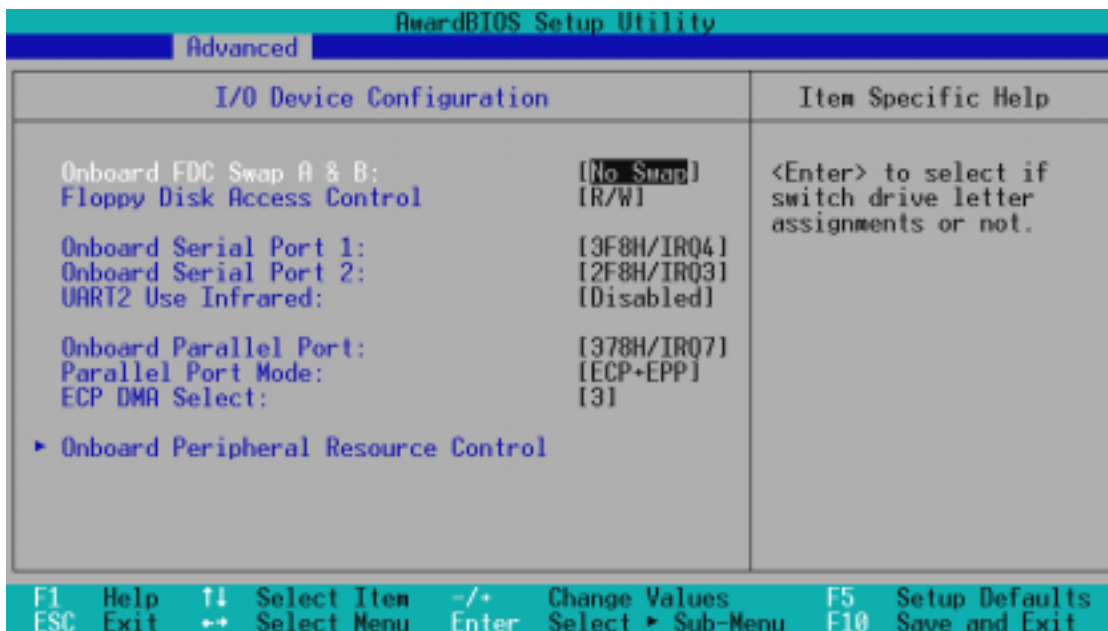 AwardBIOS Setup Utility
Advanced
I/O Device Configuration
Item Specific Help
Onboard FDC Swap A & B: [No Swap]
Floppy Disk Access Control [R/W]
Onboard Serial Port 1: [3F8H/IRQ4]
Onboard Serial Port 2: [2F8H/IRQ3]
UART2 Use Infrared: [Disabled]
Onboard Parallel Port: [378H/IRQ7]
Parallel Port Mode: [ECP+EPP]
ECP DMA Select: [3]
▸ Onboard Peripheral Resource Control
<Enter> to select if
switch drive letter
assignments or not.
F1 Help ↑↓ Select Item -/+ Change Values F5 Setup Defaults
ESC Exit ←→ Select Menu Enter Select ▸ Sub-Menu F10 Save and Exit